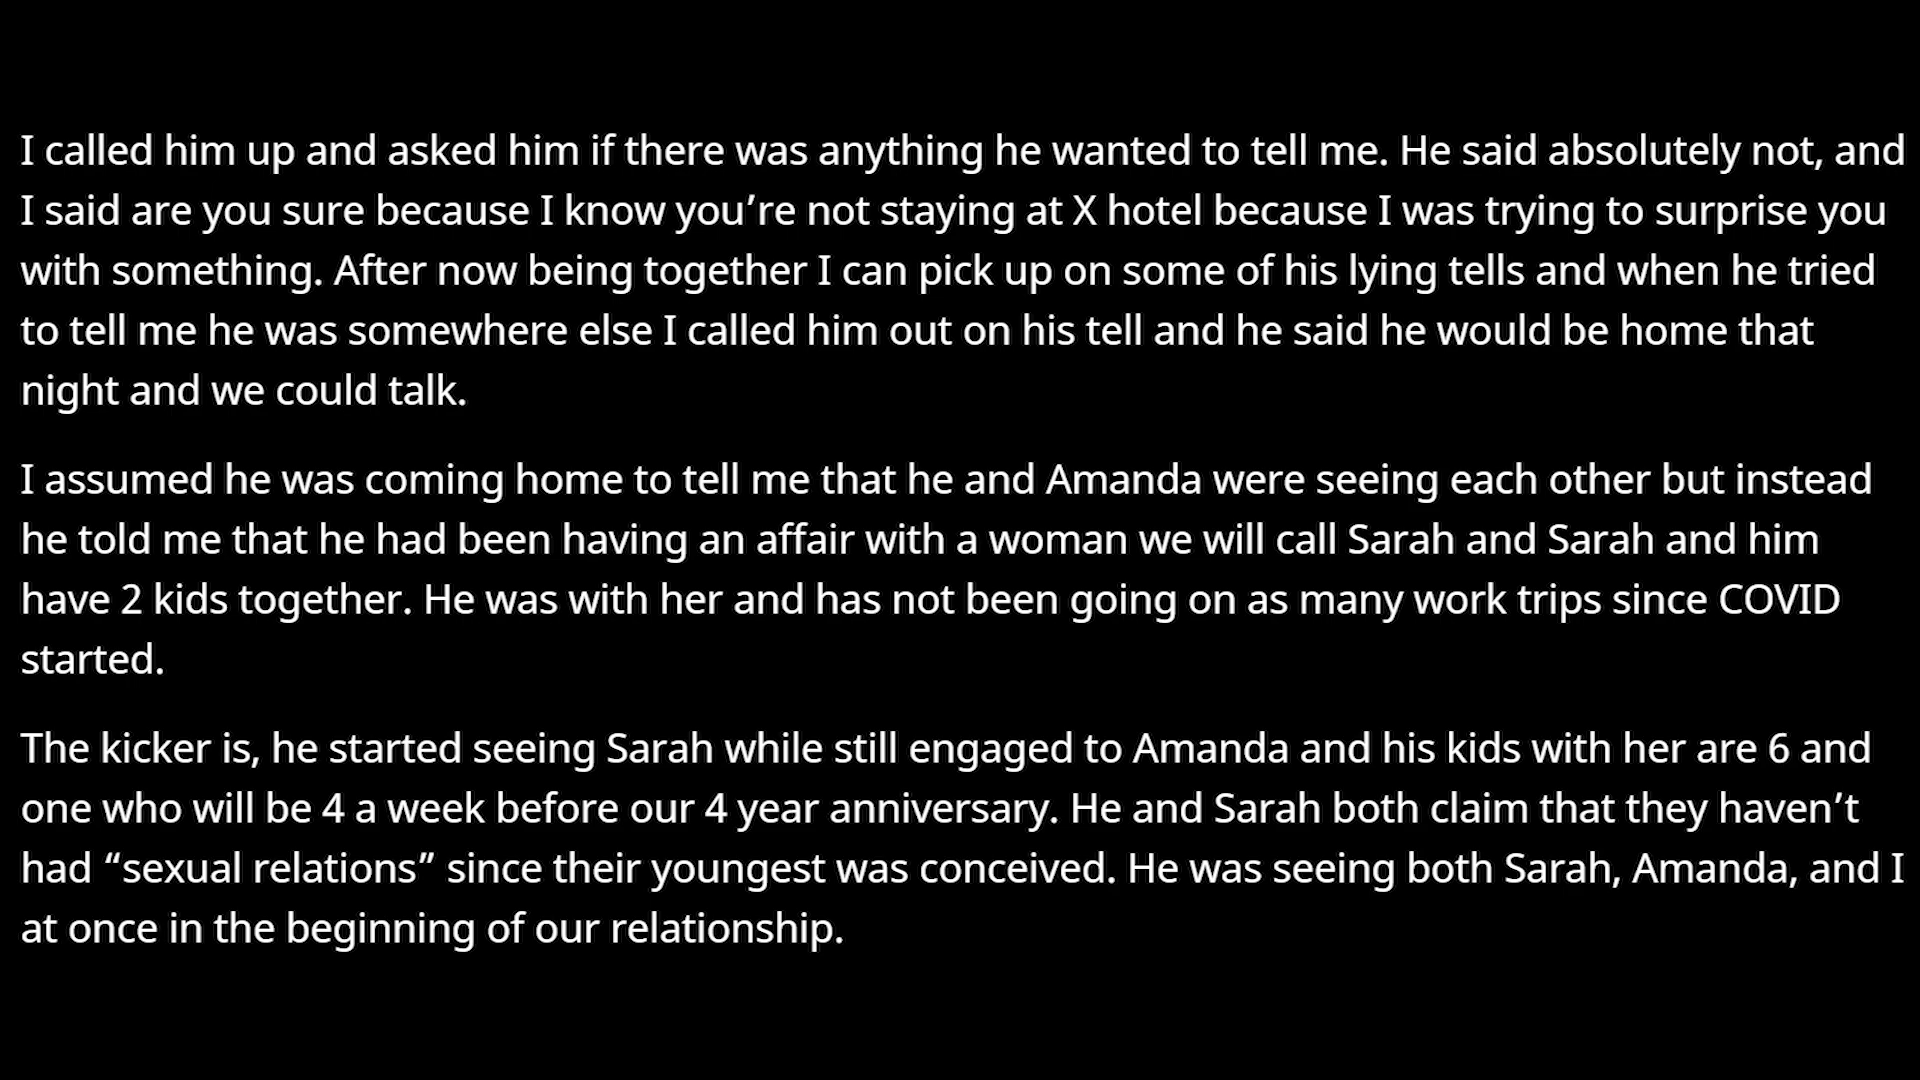 I called him up and asked him if there was anything he wanted to tell me. He said absolutely not, and
I said are you sure because I know you’re not staying at X hotel because I was trying to surprise you
with something. After now being together I can pick up on some of his lying tells and when he tried
to tell me he was somewhere else I called him out on his tell and he said he would be home that
night and we could talk.
I assumed he was coming home to tell me that he and Amanda were seeing each other but instead
he told me that he had been having an affair with a woman we will call Sarah and Sarah and him
have 2 kids together. He was with her and has not been going on as many work trips since COVID
started.
The kicker is, he started seeing Sarah while still engaged to Amanda and his kids with her are 6 and
one who will be 4 a week before our 4 year anniversary. He and Sarah both claim that they haven’t
had “sexual relations” since their youngest was conceived. He was seeing both Sarah, Amanda, and I
at once in the beginning of our relationship.